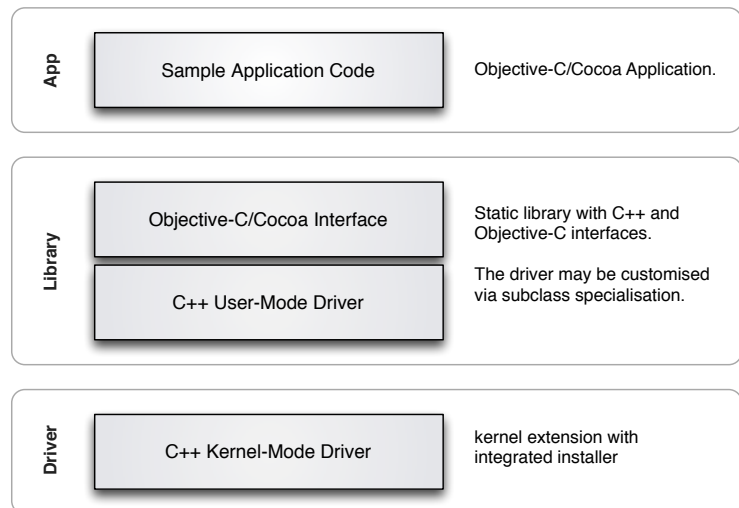 App
Sample Application Code
Objective-C/Cocoa Application.
Library
Objective-C/Cocoa Interface
C++ User-Mode Driver
Static library with C++ and
Objective-C interfaces.
The driver may be customised
via subclass specialisation.
Driver
C++ Kernel-Mode Driver
kernel extension with
integrated installer